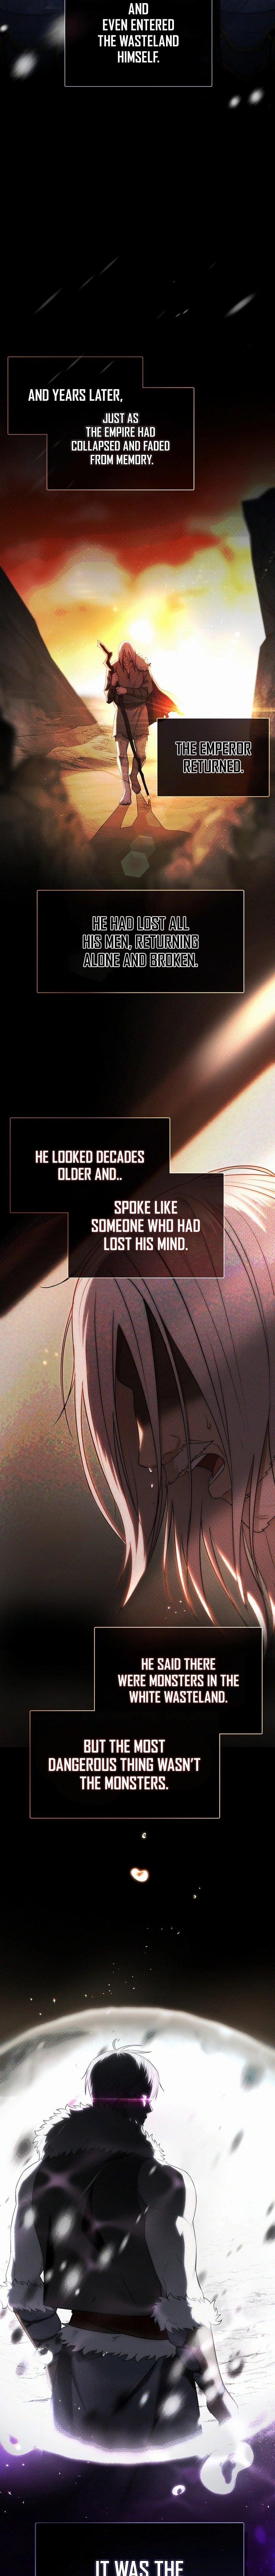 AND
EVEN ENTERED
THE WASTELAND
HIMSELF.
AND YEARS LATER,
JUST AS
THE EMPIRE HAD
COLLAPSED AND FADED
FROM MEMORY.
THE EMPEROR
RETURNED.
HE HAD LOST ALL
HIS MEN, RETURNING
ALONE AND BROKEN.
HE LOOKED DECADES
OLDER AND..
SPOKE LIKE
SOMEONE WHO HAD
LOST HIS MIND.
HE SAID THERE
WERE MONSTERS IN THE
WHITE WASTELAND.
BUT THE MOST
DANGEROUS THING WASN'T
THE MONSTERS.
IT WAS THE